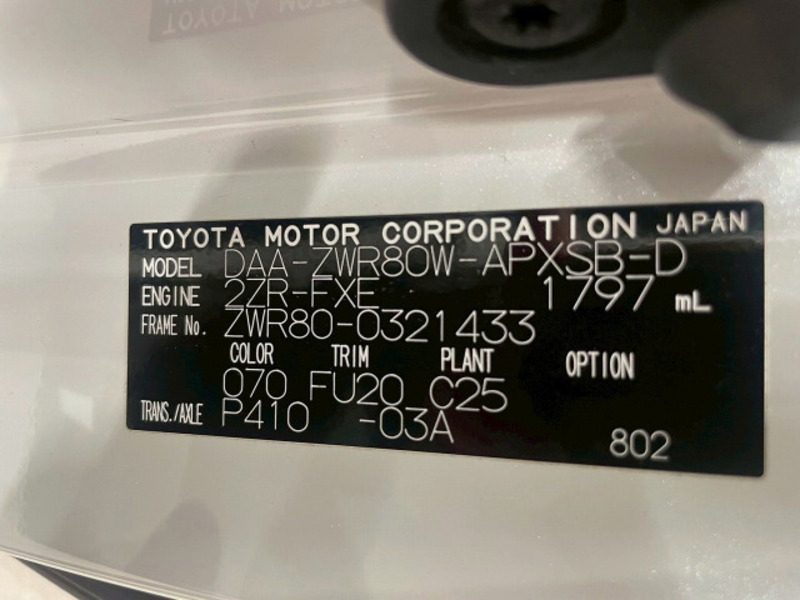 TOYOTA MOTOR CORPORATION JAPAN
MODEL DAA-ZWR80W-APXSB-D
ENGINE 2ZR-FXE 1797 mL
FRAME No. ZWR80-0321433
COLOR TRIM PLANT OPTION
070 FU20 C25
TRANS./AXLE P410 -03A
802